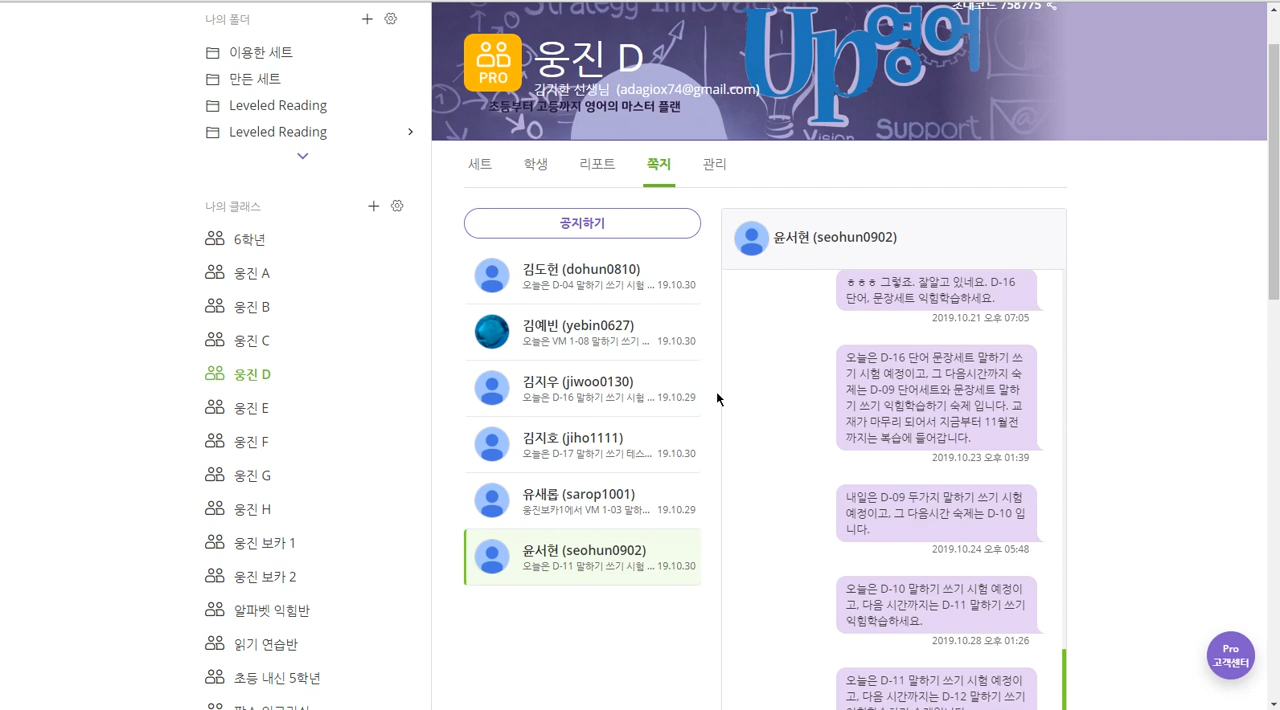 나의 폴더
이용한 세트
만든 세트
Leveled Reading
Leveled Reading
나의 클래스
6학년
웅진 A
웅진 B
웅진 C
웅진 D
웅진 E
웅진 F
웅진 G
웅진 H
웅진 보카 1
웅진 보카 2
알파벳 익힘반
읽기 연습반
초등 내신 5학년
Strategy Innovation
초대코드 758775
Up영어
PRO
웅진 D
김기환 선생님 (adagiox74@gmail.com)
초등부터 고등까지 영어의 마스터 플랜
Vision
Support
세트
학생
리포트
쪽지
관리
공지하기
김도현 (dohun0810)
오늘은 D-04 말하기 쓰기 시험 ... 19.10.30
김예빈 (yebin0627)
오늘은 VM 1-08 말하기 쓰기 ... 19.10.30
김지우 (jiwoo0130)
오늘은 D-16 말하기 쓰기 시험 ... 19.10.29
김지호 (jiho1111)
오늘은 D-17 말하기 쓰기 테스... 19.10.30
유새롭 (sarop1001)
웅진보카1에서 VM 1-03 말하... 19.10.29
윤서현 (seohun0902)
오늘은 D-11 말하기 쓰기 시험 ... 19.10.30
윤서현 (seohun0902)
ㅎㅎㅎ 그렇죠. 잘알고 있네요. D-16
단어, 문장세트 익힘학습하세요.
2019.10.21 오후 07:05
오늘은 D-16 단어 문장세트 말하기 쓰
기 시험 예정이고, 그 다음시간까지 숙
제는 D-09 단어세트와 문장세트 말하
기 쓰기 익힘학습하기 숙제 입니다. 교
재가 마무리 되어서 지금부터 11월전
까지는 복습에 들어갑니다.
2019.10.23 오후 01:39
내일은 D-09 두가지 말하기 쓰기 시험
예정이고, 그 다음시간 숙제는 D-10 입
니다.
2019.10.24 오후 05:48
오늘은 D-10 말하기 쓰기 시험 예정이
고, 다음 시간까지는 D-11 말하기 쓰기
익힘학습하세요.
2019.10.28 오후 01:26
오늘은 D-11 말하기 쓰기 시험 예정이
고, 다음 시간까지는 D-12 말하기 쓰기
Pro
고객센터